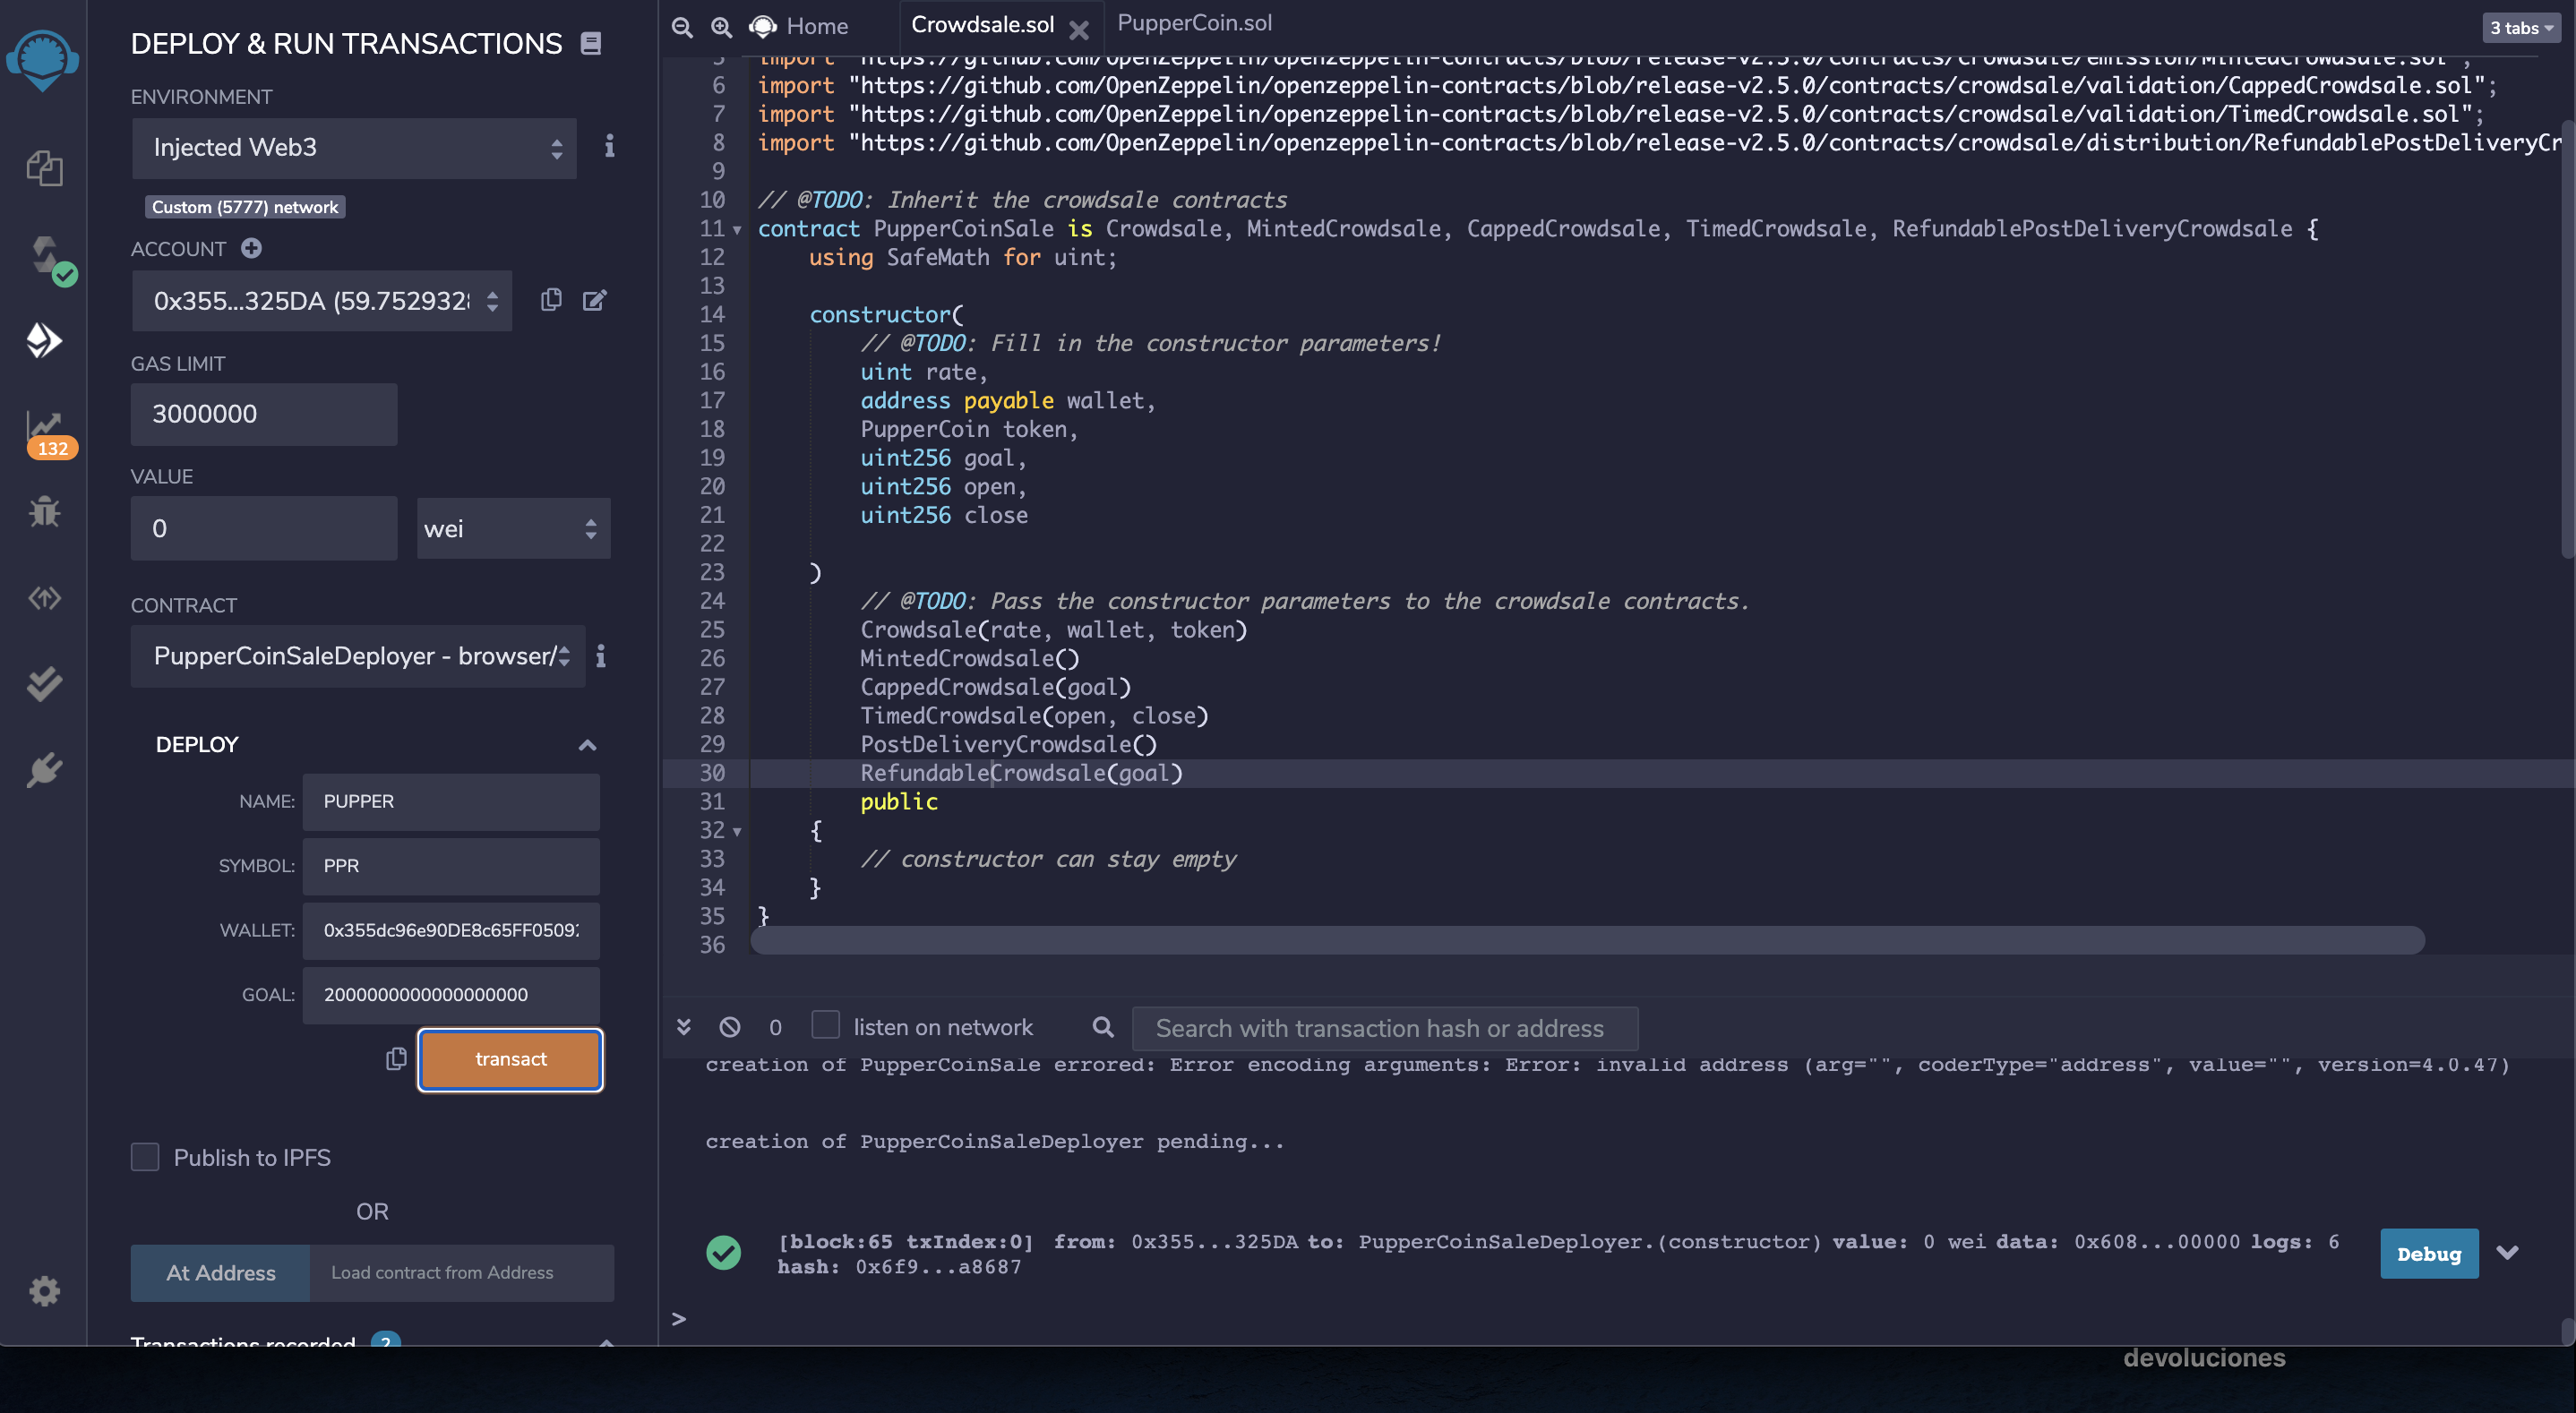 DEPLOY & RUN TRANSACTIONS
ENVIRONMENT
Injected Web3
Custom (5777) network
ACCOUNT
0x355...325DA (59.7529328
GAS LIMIT
3000000
VALUE
0
wei
CONTRACT
PupperCoinSaleDeployer - browser/
DEPLOY
NAME: PUPPER
SYMBOL: PPR
WALLET: 0x355dc96e90DE8c65FF05092
GOAL: 2000000000000000000
transact
Publish to IPFS
OR
At Address
Load contract from Address
Transactions recorded 2
132
Home
Crowdsale.sol
PupperCoin.sol
3 tabs
5 import "https://github.com/OpenZeppelin/openzeppelin-contracts/blob/release-v2.5.0/contracts/crowdsale/emission/MintedCrowdsale.sol";
6 import "https://github.com/OpenZeppelin/openzeppelin-contracts/blob/release-v2.5.0/contracts/crowdsale/validation/CappedCrowdsale.sol";
7 import "https://github.com/OpenZeppelin/openzeppelin-contracts/blob/release-v2.5.0/contracts/crowdsale/validation/TimedCrowdsale.sol";
8 import "https://github.com/OpenZeppelin/openzeppelin-contracts/blob/release-v2.5.0/contracts/crowdsale/distribution/RefundablePostDeliveryCr
9
10 // @TODO: Inherit the crowdsale contracts
11 contract PupperCoinSale is Crowdsale, MintedCrowdsale, CappedCrowdsale, TimedCrowdsale, RefundablePostDeliveryCrowdsale {
12 using SafeMath for uint;
13
14 constructor(
15 // @TODO: Fill in the constructor parameters!
16 uint rate,
17 address payable wallet,
18 PupperCoin token,
19 uint256 goal,
20 uint256 open,
21 uint256 close
22
23 )
24 // @TODO: Pass the constructor parameters to the crowdsale contracts.
25 Crowdsale(rate, wallet, token)
26 MintedCrowdsale()
27 CappedCrowdsale(goal)
28 TimedCrowdsale(open, close)
29 PostDeliveryCrowdsale()
30 RefundableCrowdsale(goal)
31 public
32 {
33 // constructor can stay empty
34 }
35 }
36
0
listen on network
Search with transaction hash or address
creation of PupperCoinSale errored: Error encoding arguments: Error: invalid address (arg="", coderType="address", value="", version=4.0.47)
creation of PupperCoinSaleDeployer pending...
[block:65 txIndex:0] from: 0x355...325DA to: PupperCoinSaleDeployer.(constructor) value: 0 wei data: 0x608...00000 logs: 6
hash: 0x6f9...a8687
Debug
>
devoluciones